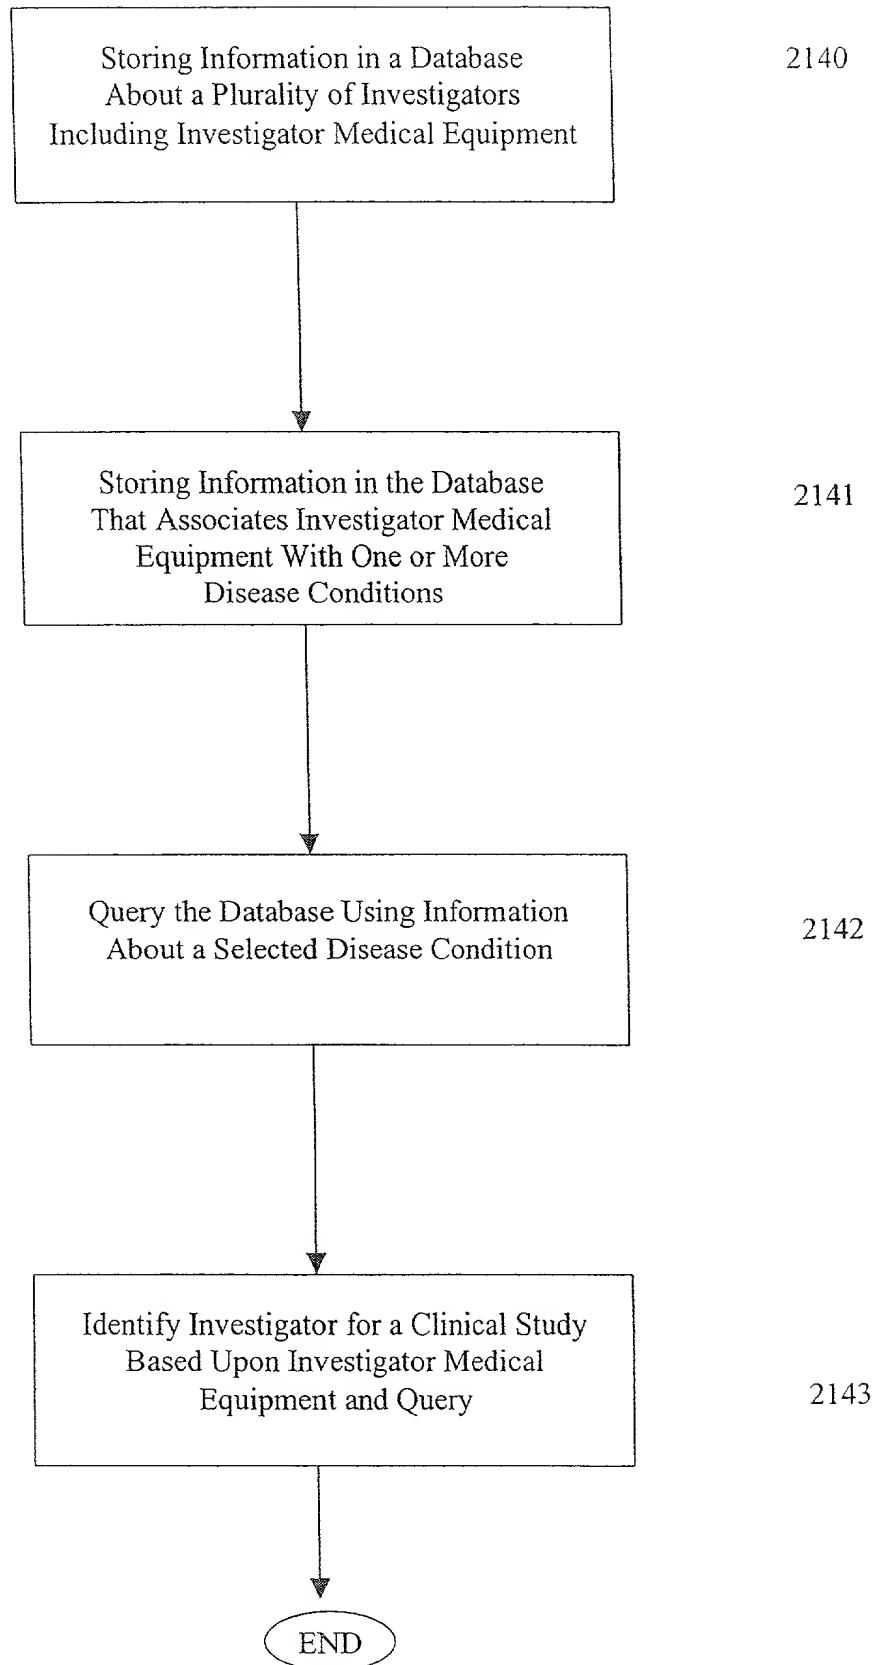 Storing Information in a Database
About a Plurality of Investigators
Including Investigator Medical Equipment
2140
Storing Information in the Database
That Associates Investigator Medical
Equipment With One or More
Disease Conditions
2141
Query the Database Using Information
About a Selected Disease Condition
2142
Identify Investigator for a Clinical Study
Based Upon Investigator Medical
Equipment and Query
2143
END